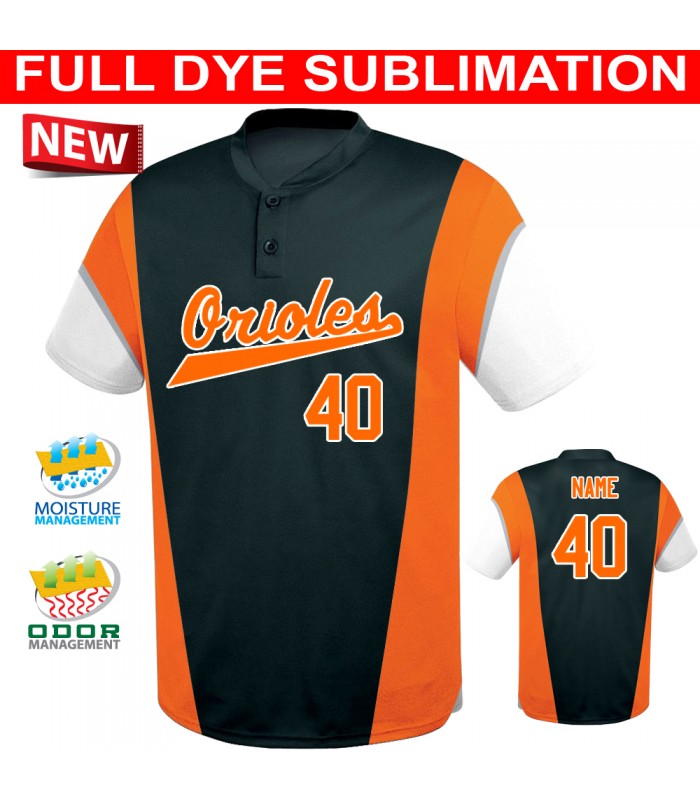 FULL DYE SUBLIMATION
NEW
Orioles
40
MOISTURE
MANAGEMENT
NAME
40
ODOR
MANAGEMENT